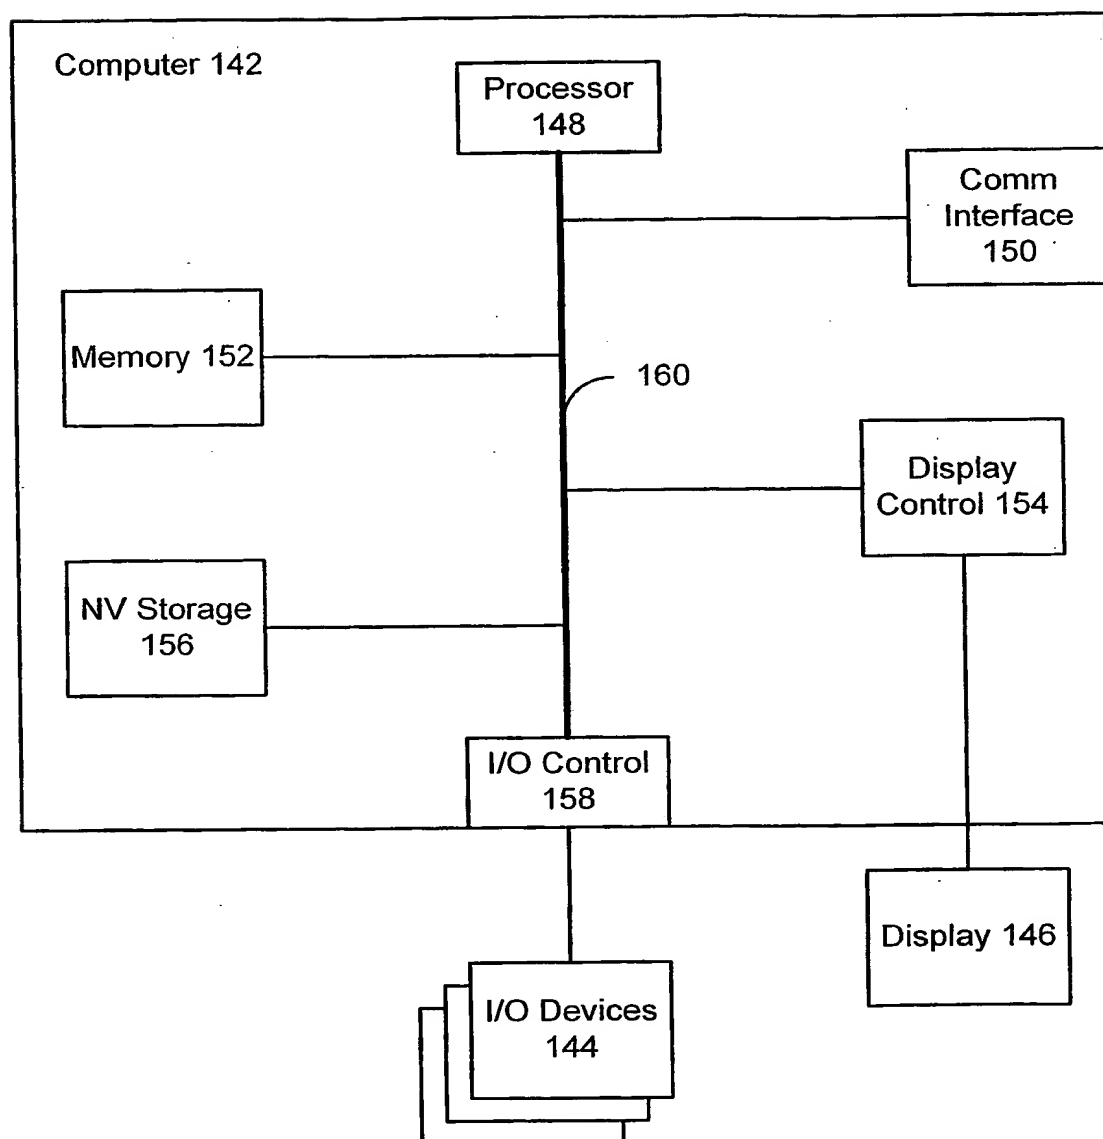 Computer 142
Processor
148
Comm
Interface
150
Memory 152
160
Display
Control 154
NV Storage
156
I/O Control
158
Display 146
I/O Devices
144